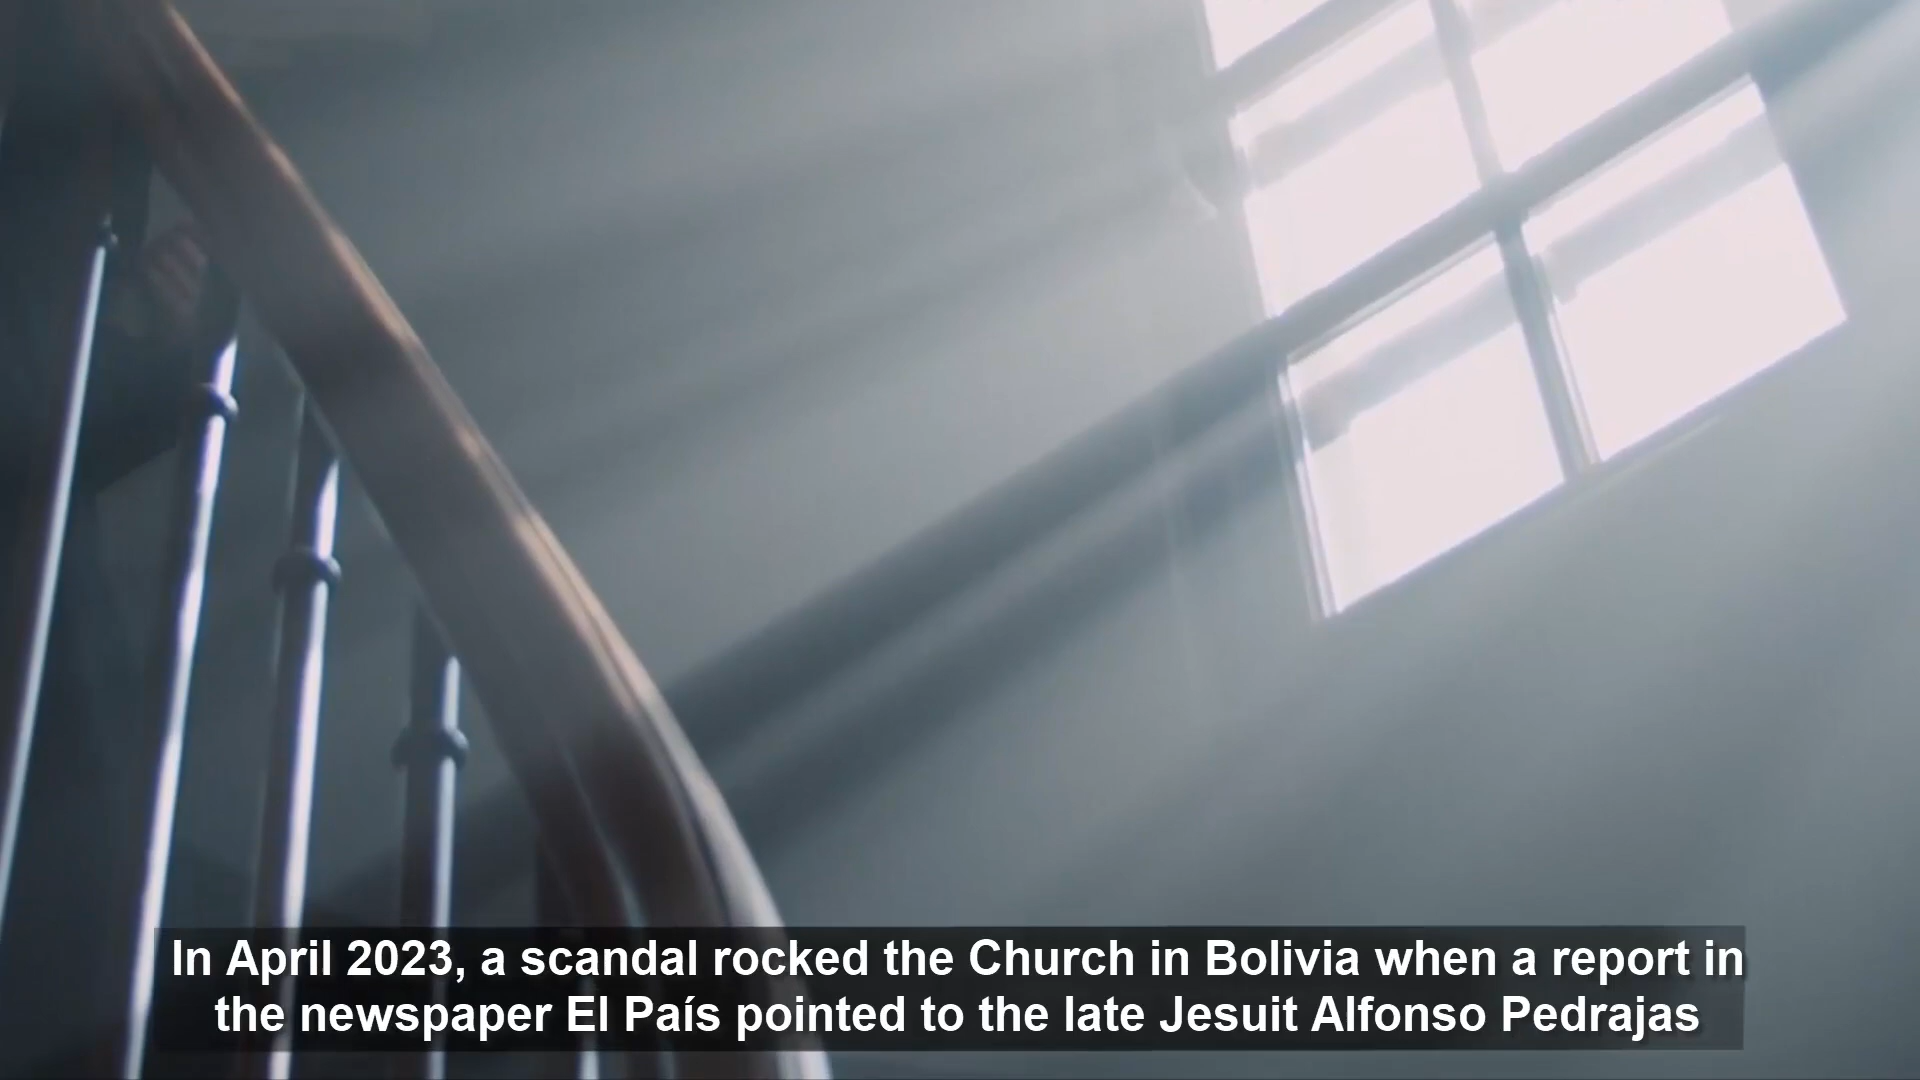 In April 2023, a scandal rocked the Church in Bolivia when a report in
the newspaper El País pointed to the late Jesuit Alfonso Pedrajas